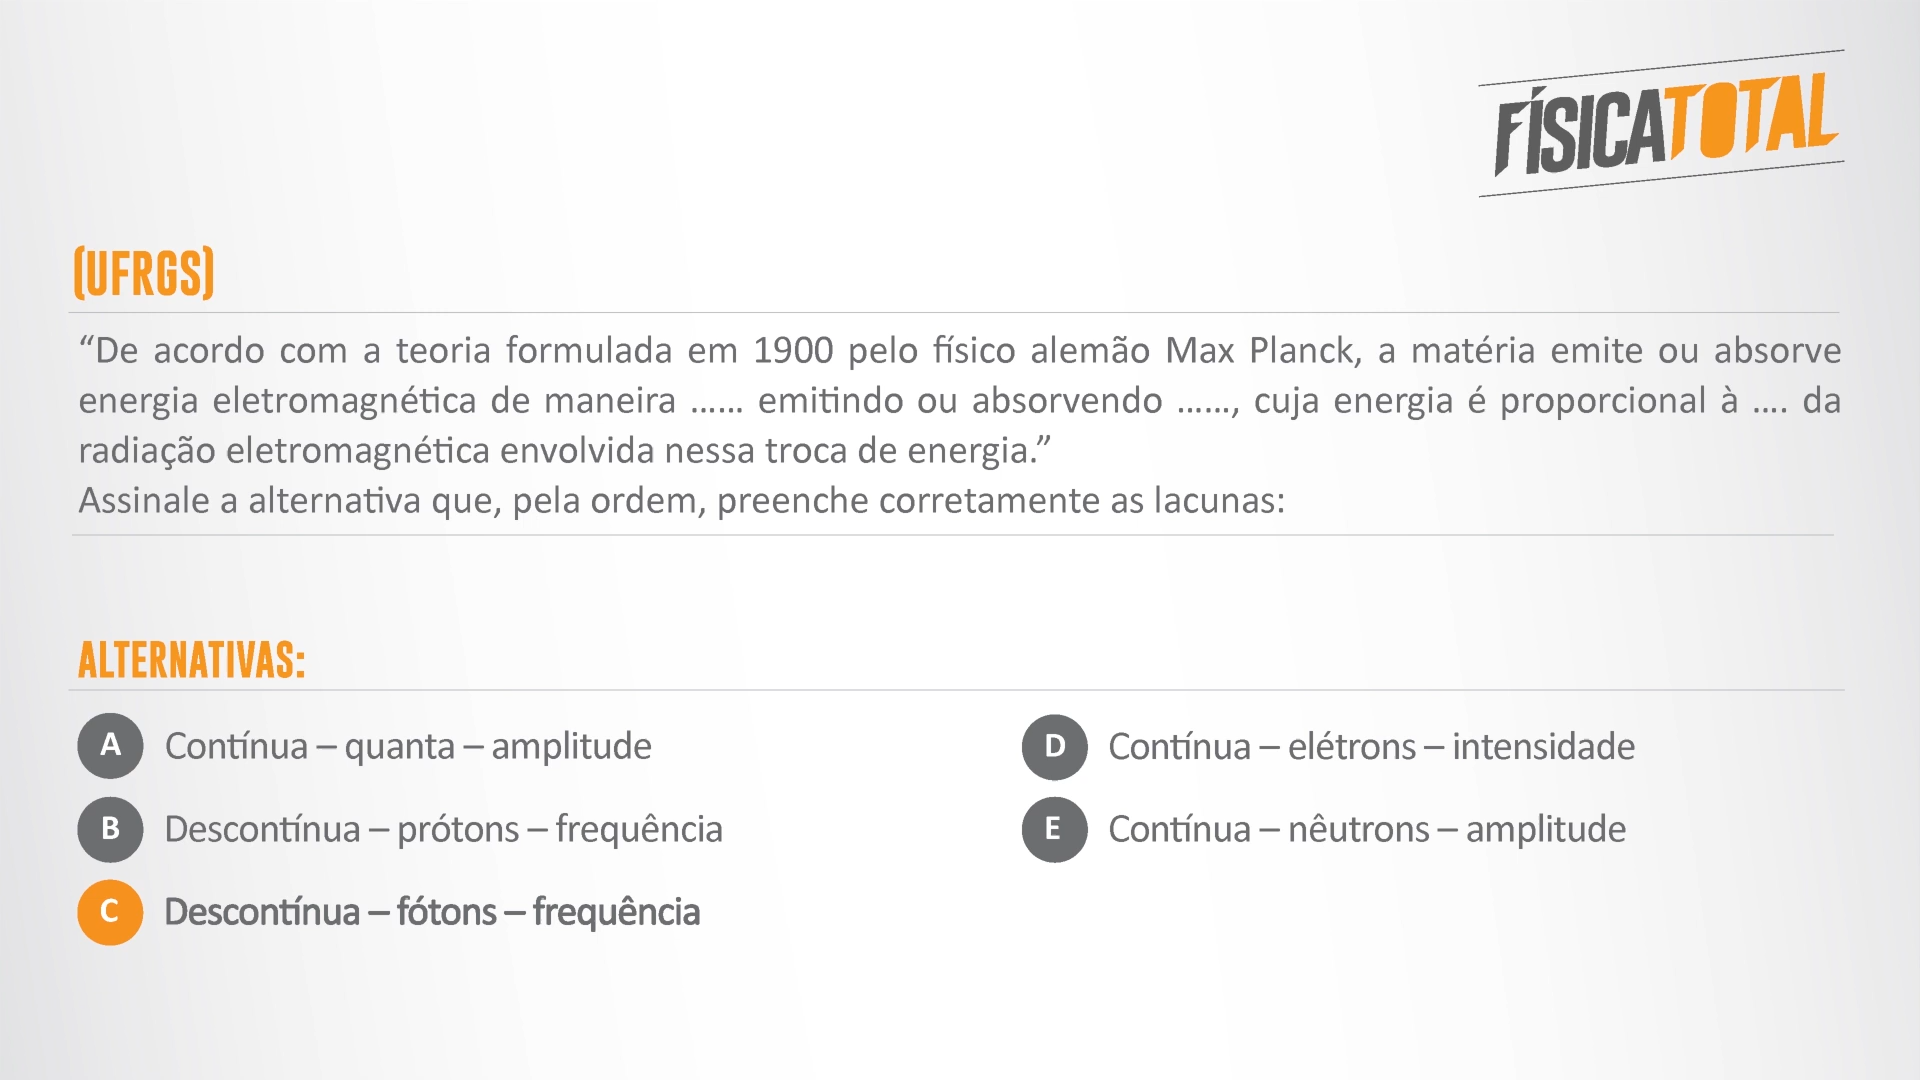 FÍSICATOTAL
(UFRGS)
“De acordo com a teoria formulada em 1900 pelo físico alemão Max Planck, a matéria emite ou absorve
energia eletromagnética de maneira ...... emitindo ou absorvendo ......, cuja energia é proporcional à .... da
radiação eletromagnética envolvida nessa troca de energia.”
Assinale a alternativa que, pela ordem, preenche corretamente as lacunas:
ALTERNATIVAS:
A Contínua – quanta – amplitude
B Descontínua – prótons – frequência
C Descontínua – fótons – frequência
D Contínua – elétrons – intensidade
E Contínua – nêutrons – amplitude